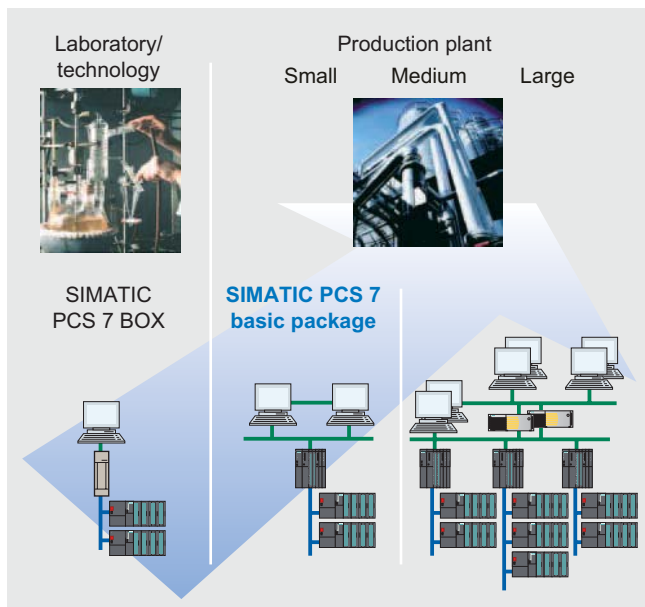 Laboratory/
technology
Production plant
Small Medium Large
SIMATIC
PCS 7 BOX
SIMATIC PCS 7
basic package